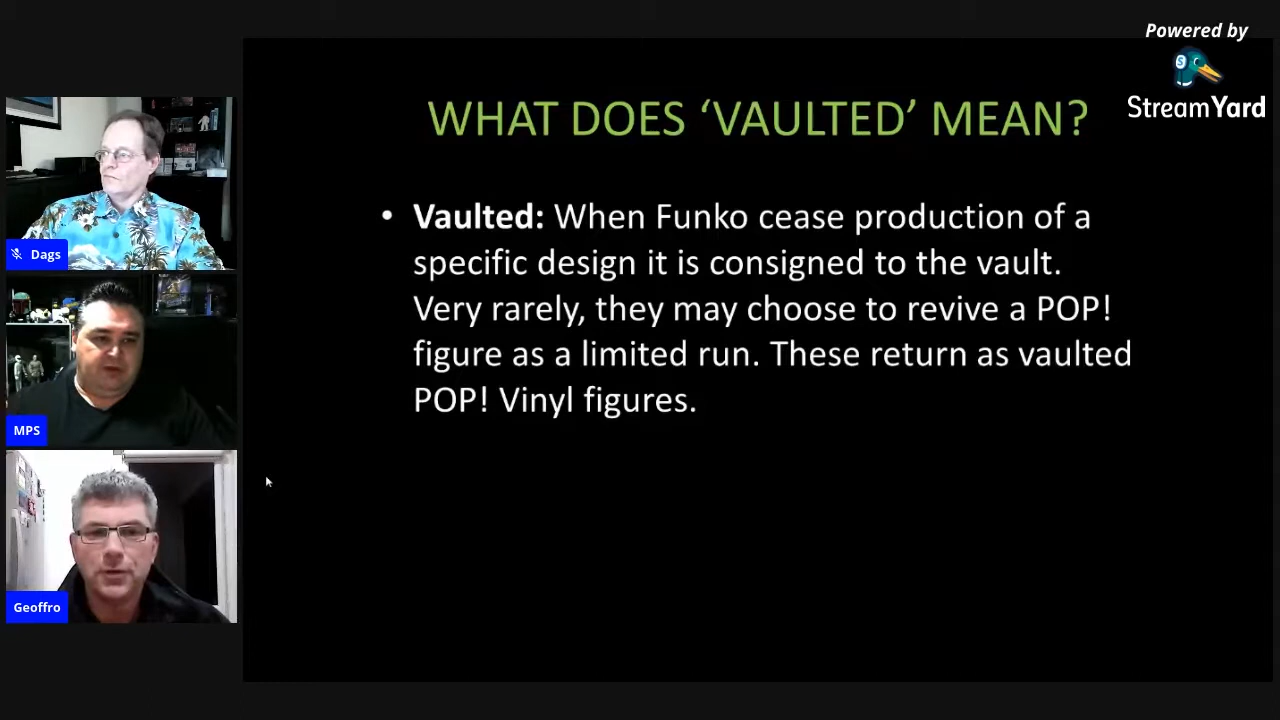 Powered by
StreamYard
WHAT DOES ‘VAULTED’ MEAN?
• Vaulted: When Funko cease production of a
specific design it is consigned to the vault.
Very rarely, they may choose to revive a POP!
figure as a limited run. These return as vaulted
POP! Vinyl figures.
Dags
MPS
Geoffro